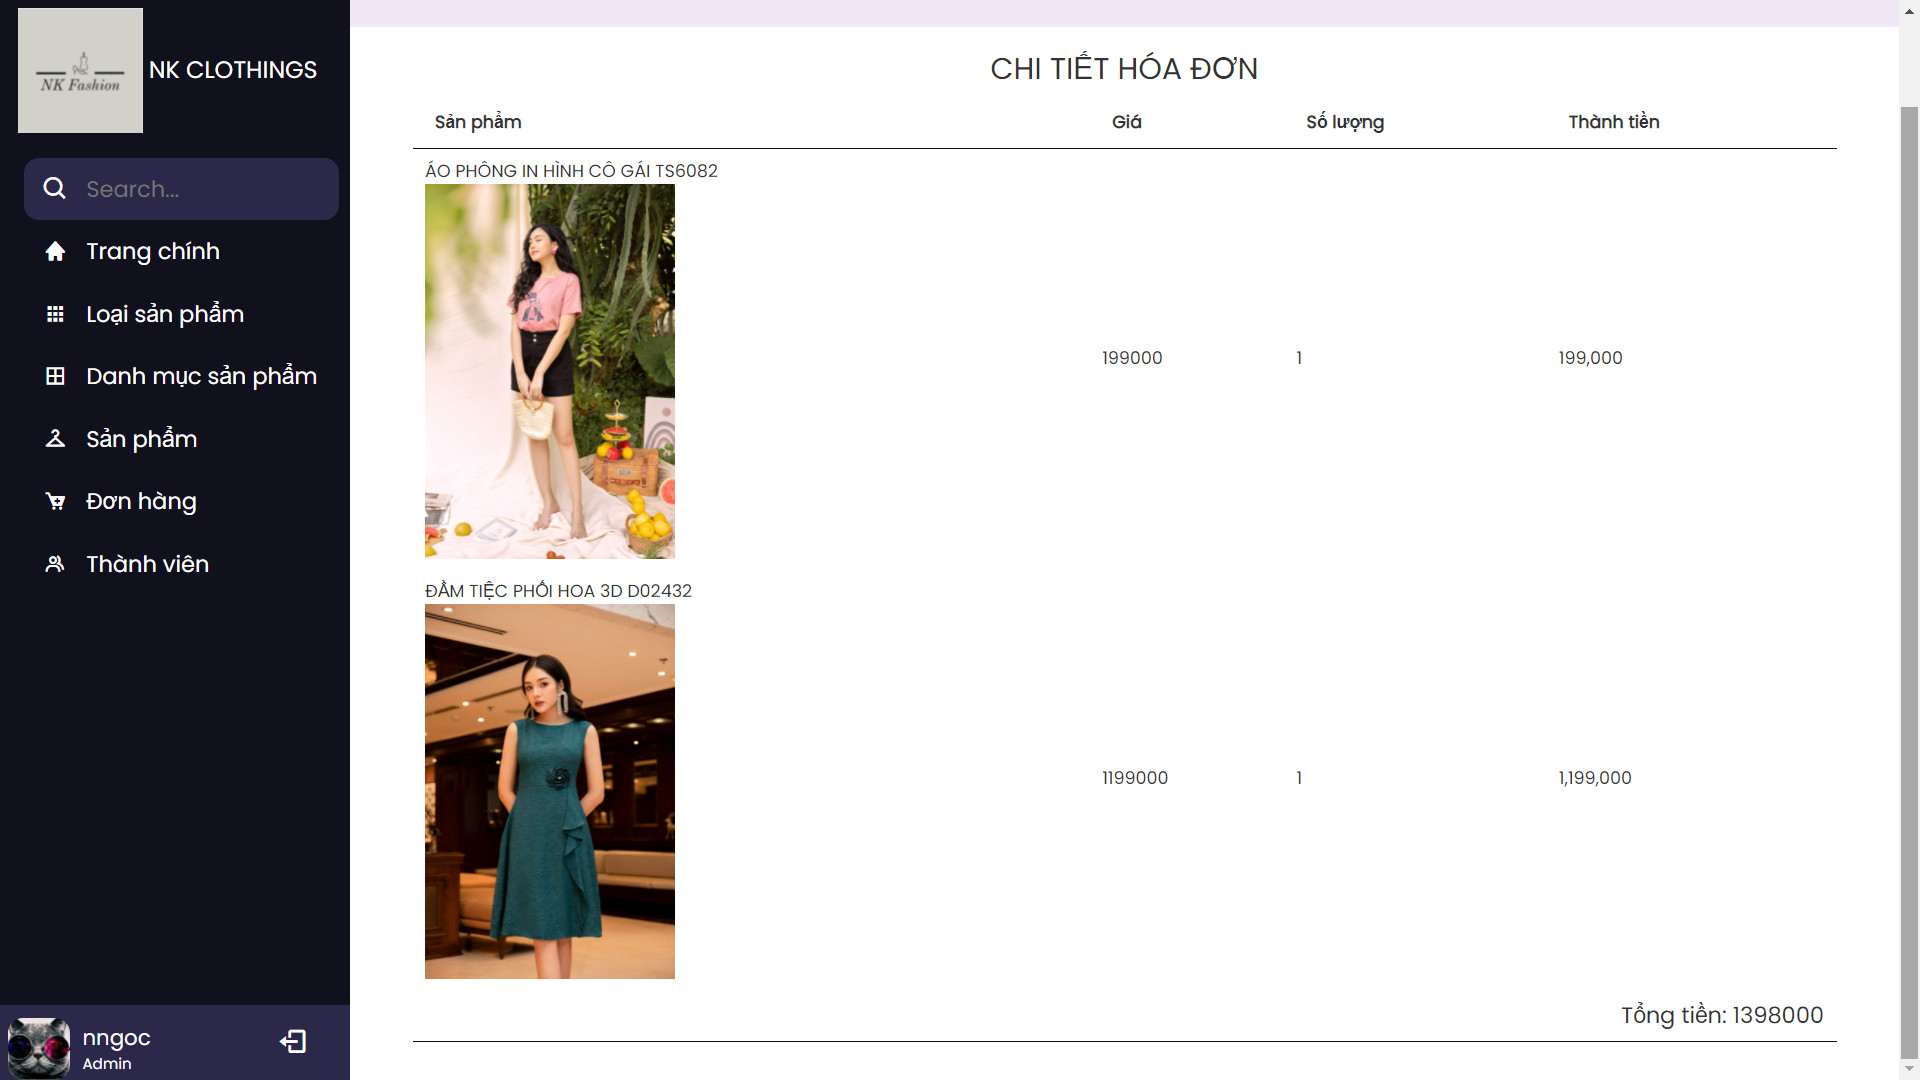 NK Fashion
NK CLOTHINGS
Search...
Trang chính
Loại sản phẩm
Danh mục sản phẩm
Sản phẩm
Đơn hàng
Thành viên
nngoc
Admin
CHI TIẾT HÓA ĐƠN
Sản phẩm Giá Số lượng Thành tiền
ÁO PHÔNG IN HÌNH CÔ GÁI TS6082
199000 1 199,000
ĐẦM TIỆC PHỐI HOA 3D D02432
1199000 1 1,199,000
Tổng tiền: 1398000